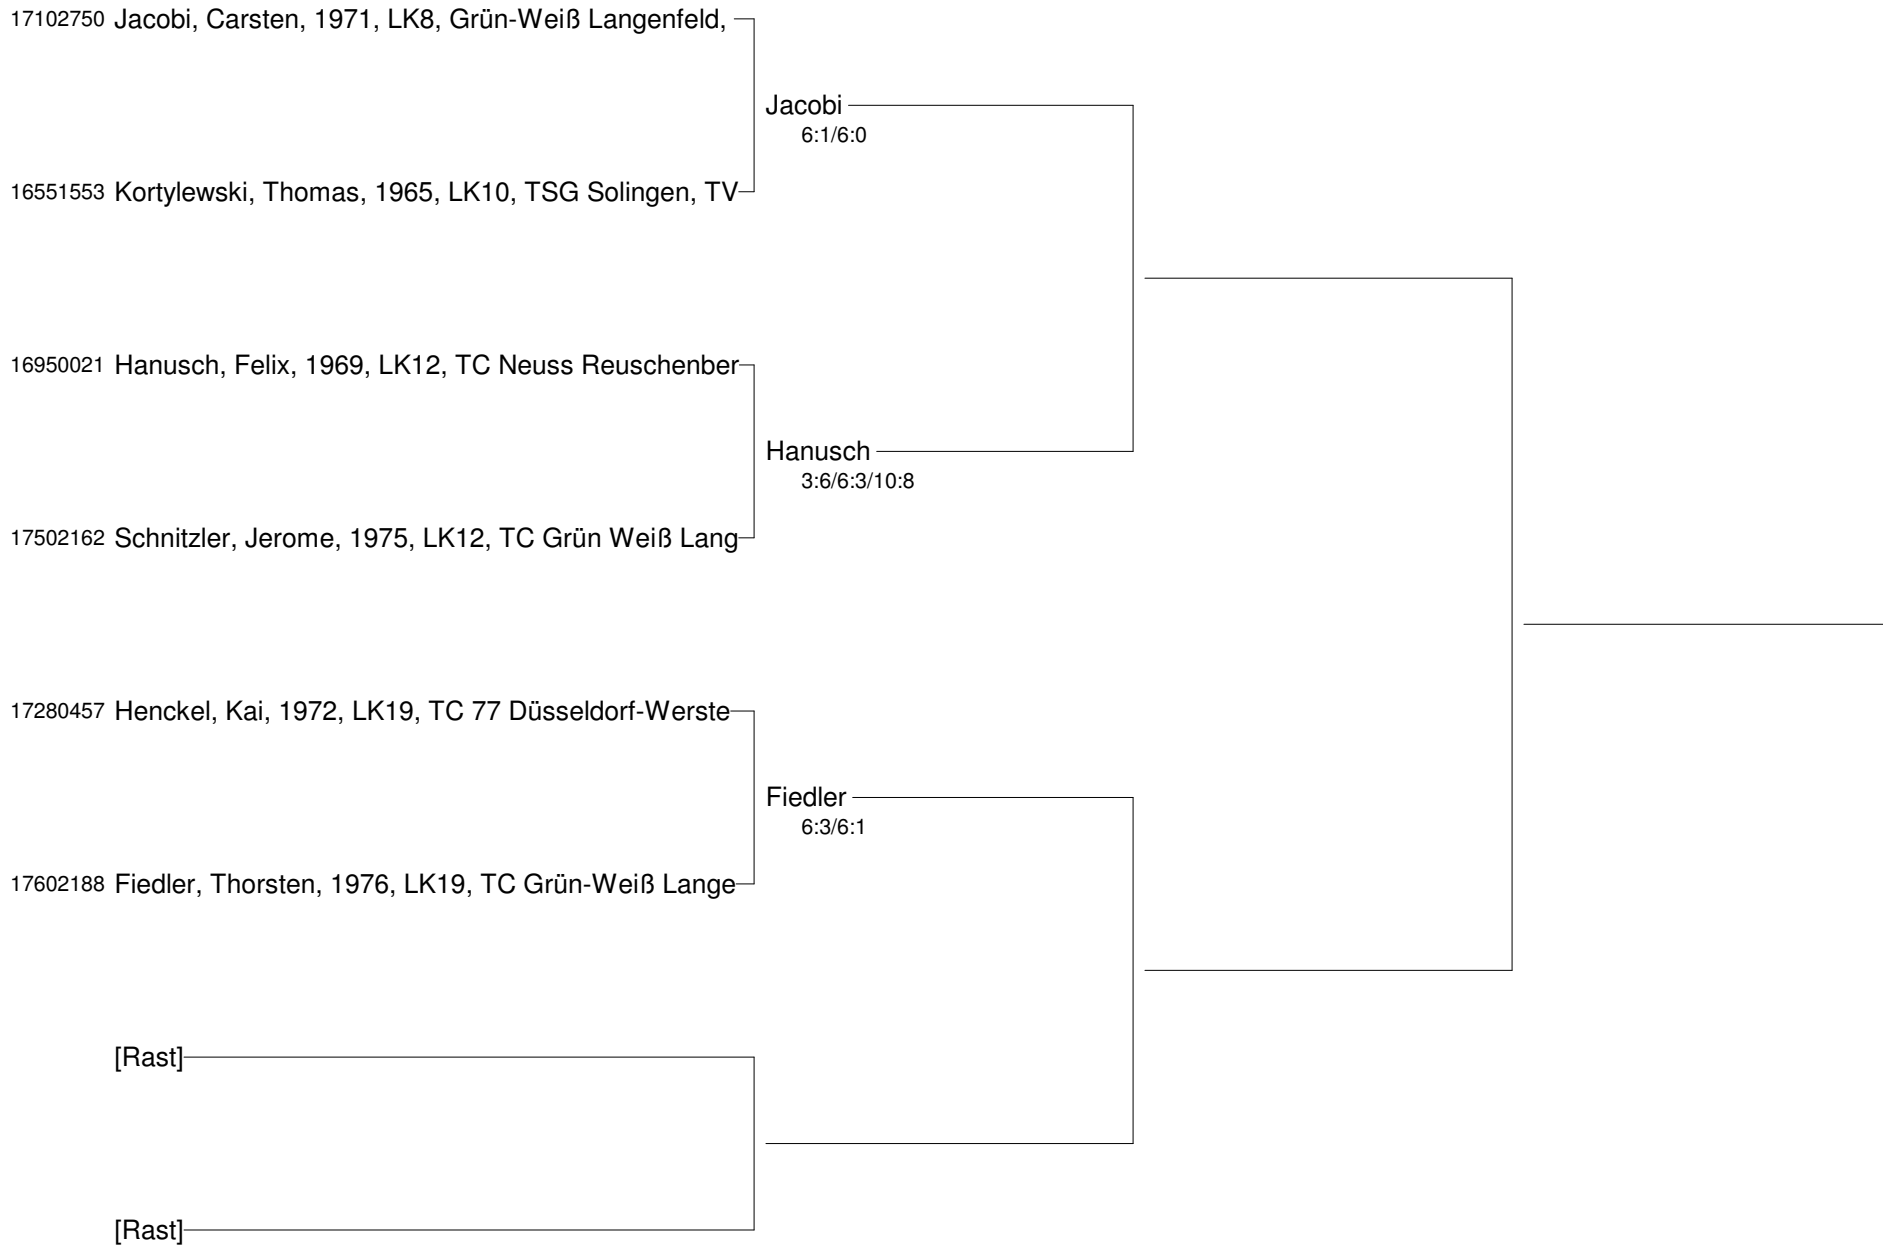 17102750 Jacobi, Carsten, 1971, LK8, Grün-Weiß Langenfeld,
Jacobi
6:1/6:0
16551553 Kortylewski, Thomas, 1965, LK10, TSG Solingen, TV
16950021 Hanusch, Felix, 1969, LK12, TC Neuss Reuschenber
Hanusch
3:6/6:3/10:8
17502162 Schnitzler, Jerome, 1975, LK12, TC Grün Weiß Lang
17280457 Henckel, Kai, 1972, LK19, TC 77 Düsseldorf-Werste
Fiedler
6:3/6:1
17602188 Fiedler, Thorsten, 1976, LK19, TC Grün-Weiß Lange
[Rast]
[Rast]